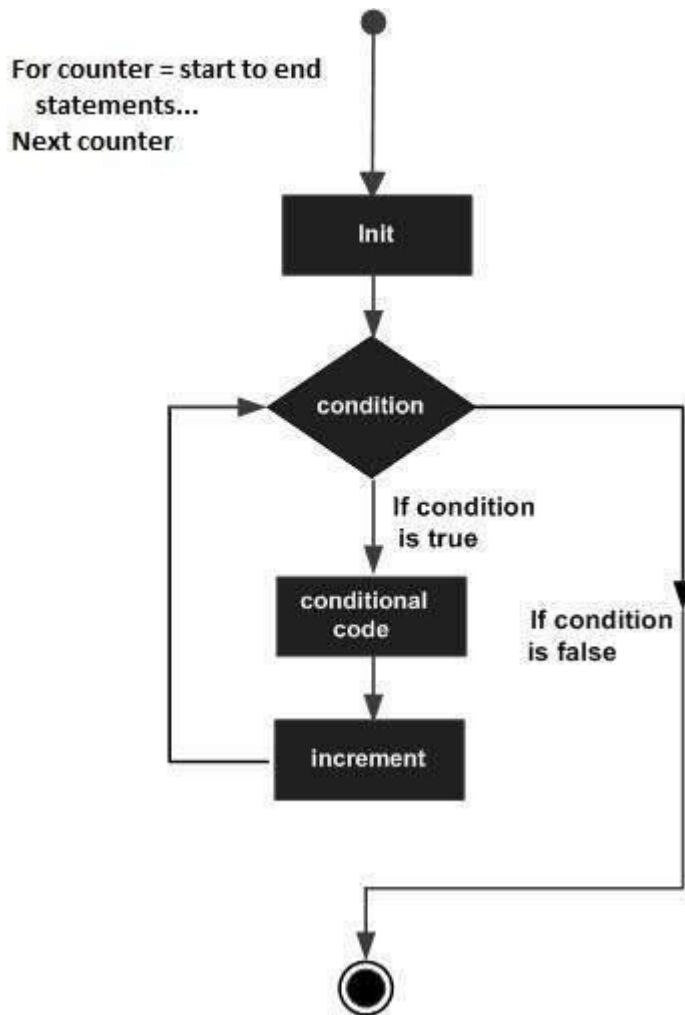 For counter = start to end
statements...
Next counter
Init
condition
If condition
is true
conditional
code
If condition
is false
increment